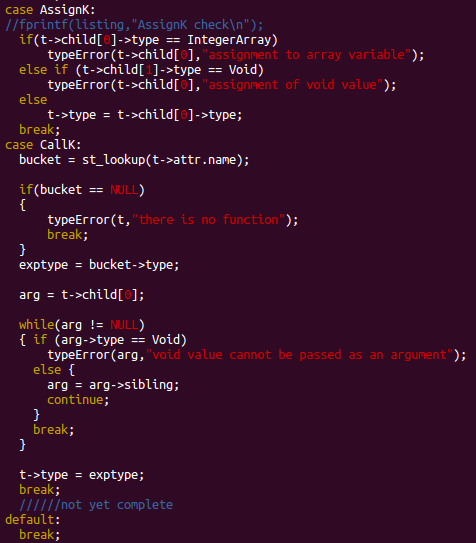 case AssignK:
//fprintf(listing,"AssignK check\n");
  if(t->child[0]->type == IntegerArray)
      typeError(t->child[0],"assignment to array variable");
  else if (t->child[1]->type == Void)
      typeError(t->child[0],"assignment of void value");
  else
      t->type = t->child[0]->type;
  break;
case CallK:
  bucket = st_lookup(t->attr.name);

  if(bucket == NULL)
  {
      typeError(t,"there is no function");
      break;
  }
  exptype = bucket->type;

  arg = t->child[0];

  while(arg != NULL)
  { if (arg->type == Void)
      typeError(arg,"void value cannot be passed as an argument");
    else {
      arg = arg->sibling;
      continue;
    }
    break;
  }

  t->type = exptype;
  break;
  //////not yet complete
default:
  break;